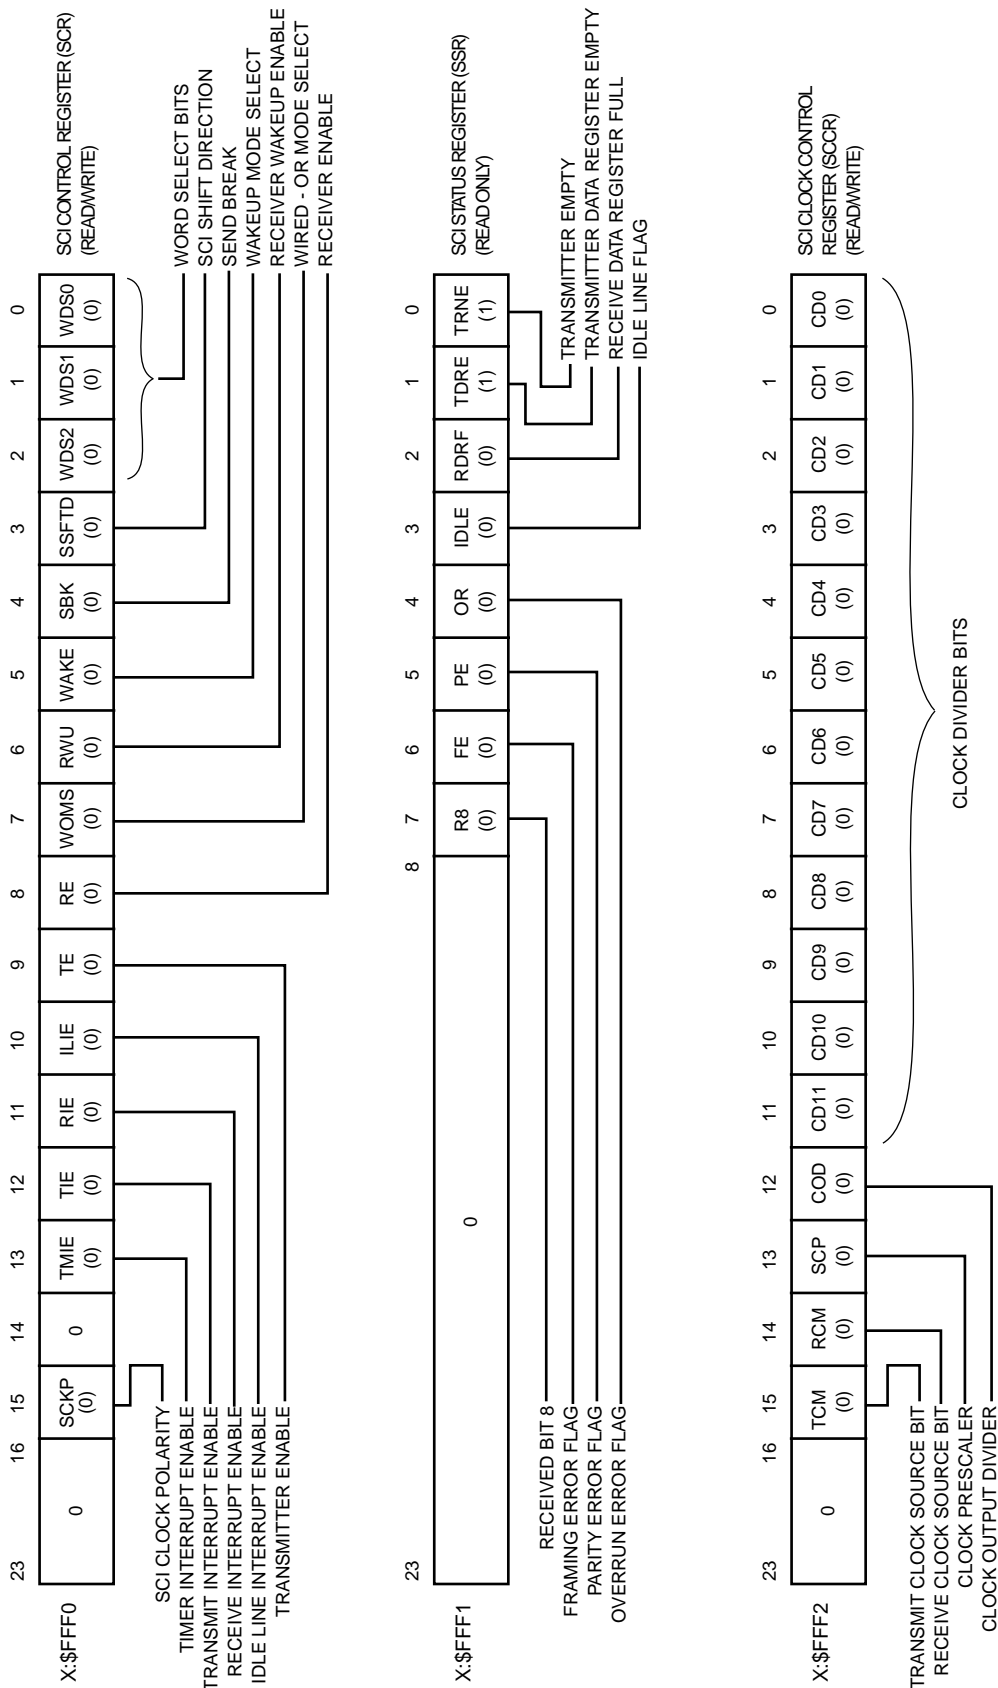 23 16 15 14 13 12 11 10 9 8 7 6 5 4 3 2 1 0
X:$FFF0
0
SCKP (0)
0
TMIE (0)
TIE (0)
RIE (0)
ILIE (0)
TE (0)
RE (0)
WOMS (0)
RWU (0)
WAKE (0)
SBK (0)
SSFTD (0)
WDS2 (0)
WDS1 (0)
WDS0 (0)
SCI CONTROL REGISTER (SCR)
(READ/WRITE)
SCI CLOCK POLARITY
TIMER INTERRUPT ENABLE
TRANSMIT INTERRUPT ENABLE
RECEIVE INTERRUPT ENABLE
IDLE LINE INTERRUPT ENABLE
TRANSMITTER ENABLE
WORD SELECT BITS
SCI SHIFT DIRECTION
SEND BREAK
WAKEUP MODE SELECT
RECEIVER WAKEUP ENABLE
WIRED - OR MODE SELECT
RECEIVER ENABLE
23 8 7 6 5 4 3 2 1 0
X:$FFF1
0
R8 (0)
FE (0)
PE (0)
OR (0)
IDLE (0)
RDRF (0)
TDRE (1)
TRNE (1)
SCI STATUS REGISTER (SSR)
(READ ONLY)
RECEIVED BIT 8
FRAMING ERROR FLAG
PARITY ERROR FLAG
OVERRUN ERROR FLAG
TRANSMITTER EMPTY
TRANSMITTER DATA REGISTER EMPTY
RECEIVE DATA REGISTER FULL
IDLE LINE FLAG
23 16 15 14 13 12 11 10 9 8 7 6 5 4 3 2 1 0
X:$FFF2
0
TCM (0)
RCM (0)
SCP (0)
COD (0)
CD11 (0)
CD10 (0)
CD9 (0)
CD8 (0)
CD7 (0)
CD6 (0)
CD5 (0)
CD4 (0)
CD3 (0)
CD2 (0)
CD1 (0)
CD0 (0)
SCI CLOCK CONTROL
REGISTER (SCCR)
(READ/WRITE)
TRANSMIT CLOCK SOURCE BIT
RECEIVE CLOCK SOURCE BIT
CLOCK PRESCALER
CLOCK OUTPUT DIVIDER
CLOCK DIVIDER BITS